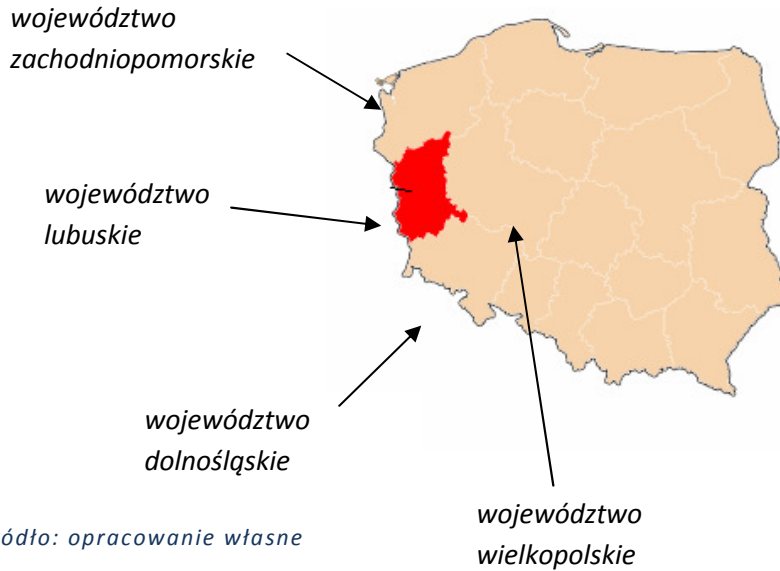 województwo
zachodniopomorskie
województwo
lubuskie
województwo
dolnośląskie
ódło: opracowanie własne
województwo
wielkopolskie